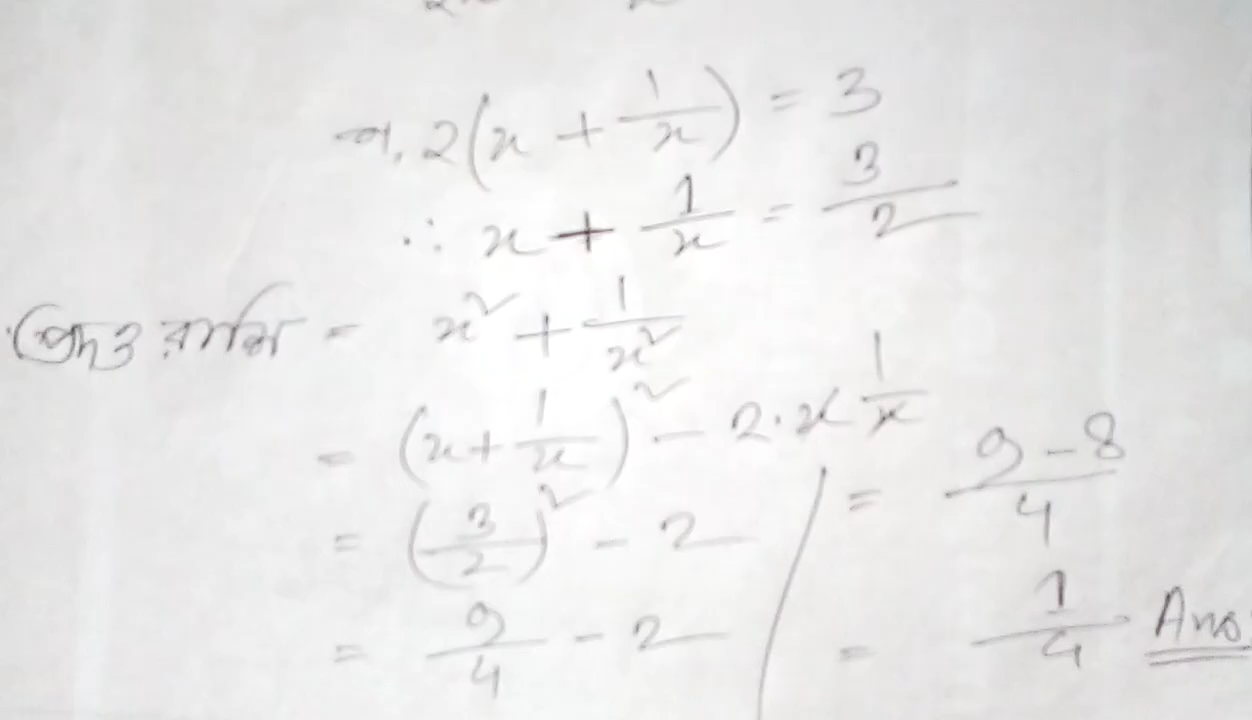 বা, 2(x + 1/x) = 3
∴ x + 1/x = 3/2
প্রদত্ত রাশি = x² + 1/x²
= (x + 1/x)² - 2·x 1/x
= (3/2)² - 2
= 9/4 - 2
= (9-8)/4
= 1/4 Ans